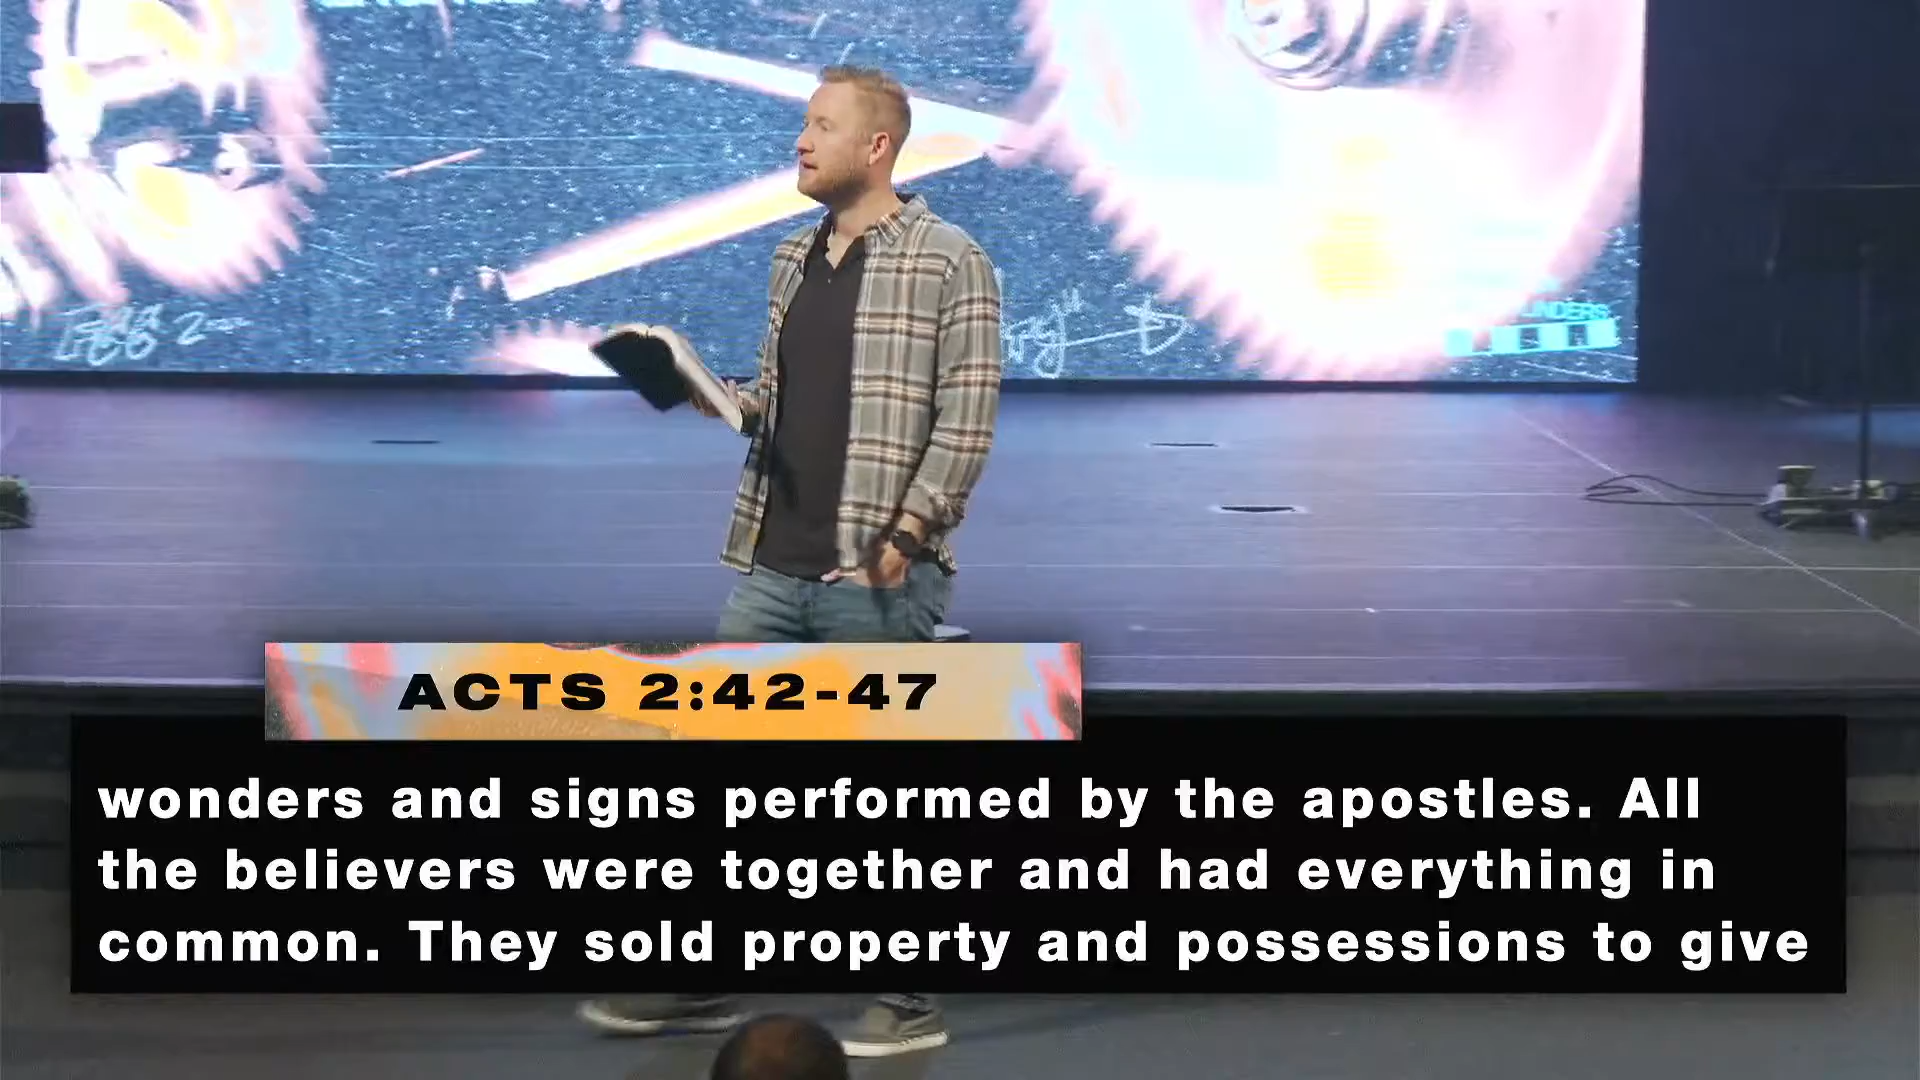 ACTS 2:42-47
wonders and signs performed by the apostles. All
the believers were together and had everything in
common. They sold property and possessions to give